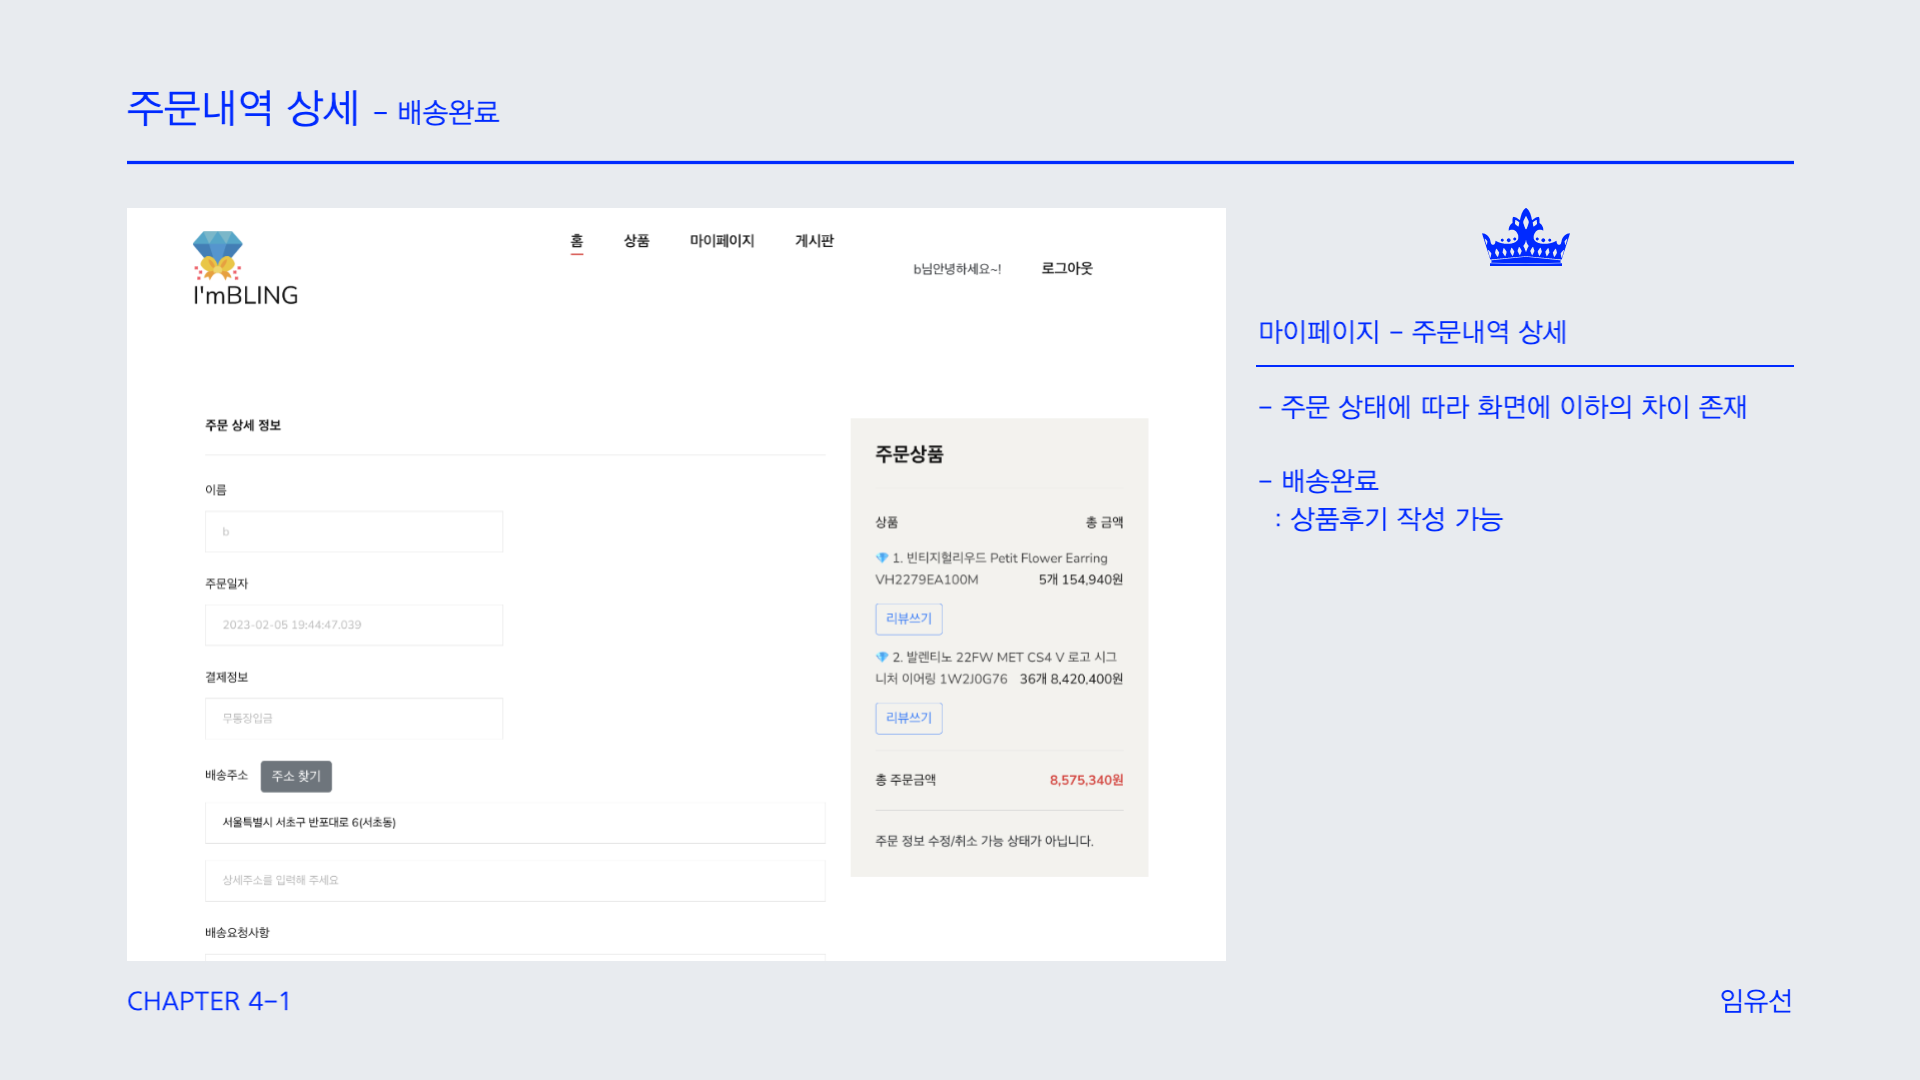 주문내역 상세 - 배송완료
I'mBLING
홈 상품 마이페이지 게시판
b님안녕하세요~! 로그아웃
주문 상세 정보
이름
b
주문일자
2023-02-05 19:44:47.039
결제정보
무통장입금
배송주소 주소 찾기
서울특별시 서초구 반포대로 6(서초동)
상세주소를 입력해 주세요
배송요청사항
주문상품
상품 총 금액
1. 빈티지헐리우드 Petit Flower Earring
VH2279EA100M 5개 154,940원
리뷰쓰기
2. 발렌티노 22FW MET CS4 V 로고 시그
니처 이어링 1W2J0G76 36개 8,420,400원
리뷰쓰기
총 주문금액 8,575,340원
주문 정보 수정/취소 가능 상태가 아닙니다.
마이페이지 - 주문내역 상세
- 주문 상태에 따라 화면에 이하의 차이 존재
- 배송완료
: 상품후기 작성 가능
CHAPTER 4-1
임유선